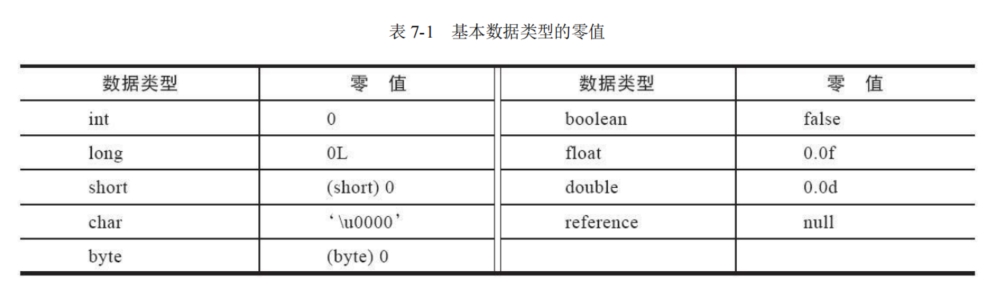 表 7-1 基本数据类型的零值
数据类型 零 值 数据类型 零 值
int 0 boolean false
long 0L float 0.0f
short (short) 0 double 0.0d
char ‘\u0000’ reference null
byte (byte) 0